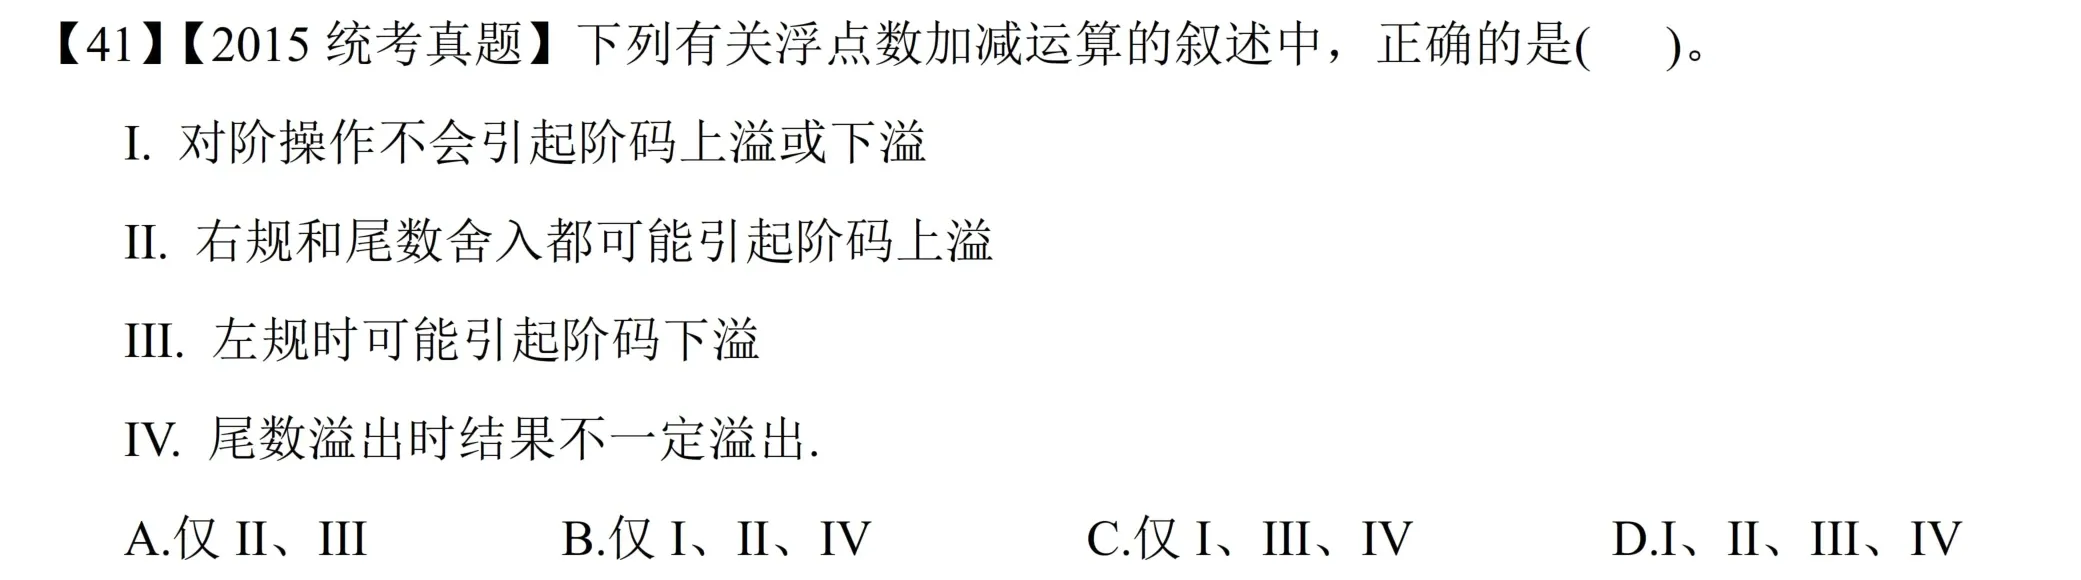 【41】【2015 统考真题】下列有关浮点数加减运算的叙述中，正确的是(    )。
I. 对阶操作不会引起阶码上溢或下溢
II. 右规和尾数舍入都可能引起阶码上溢
III. 左规时可能引起阶码下溢
IV. 尾数溢出时结果不一定溢出.
A.仅 II、III    B.仅 I、II、IV    C.仅 I、III、IV    D.I、II、III、IV